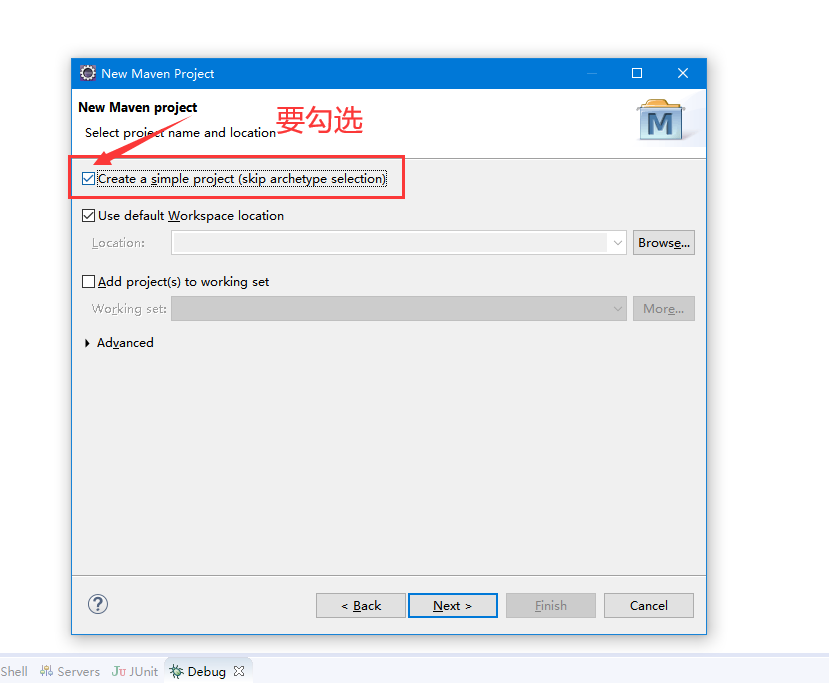 New Maven Project
New Maven project
要勾选
Select project name and location
M
Create a simple project (skip archetype selection)
Use default Workspace location
Location:
Browse...
Add project(s) to working set
Working set:
More...
Advanced
?
< Back
Next >
Finish
Cancel
Shell
Servers
JU JUnit
Debug